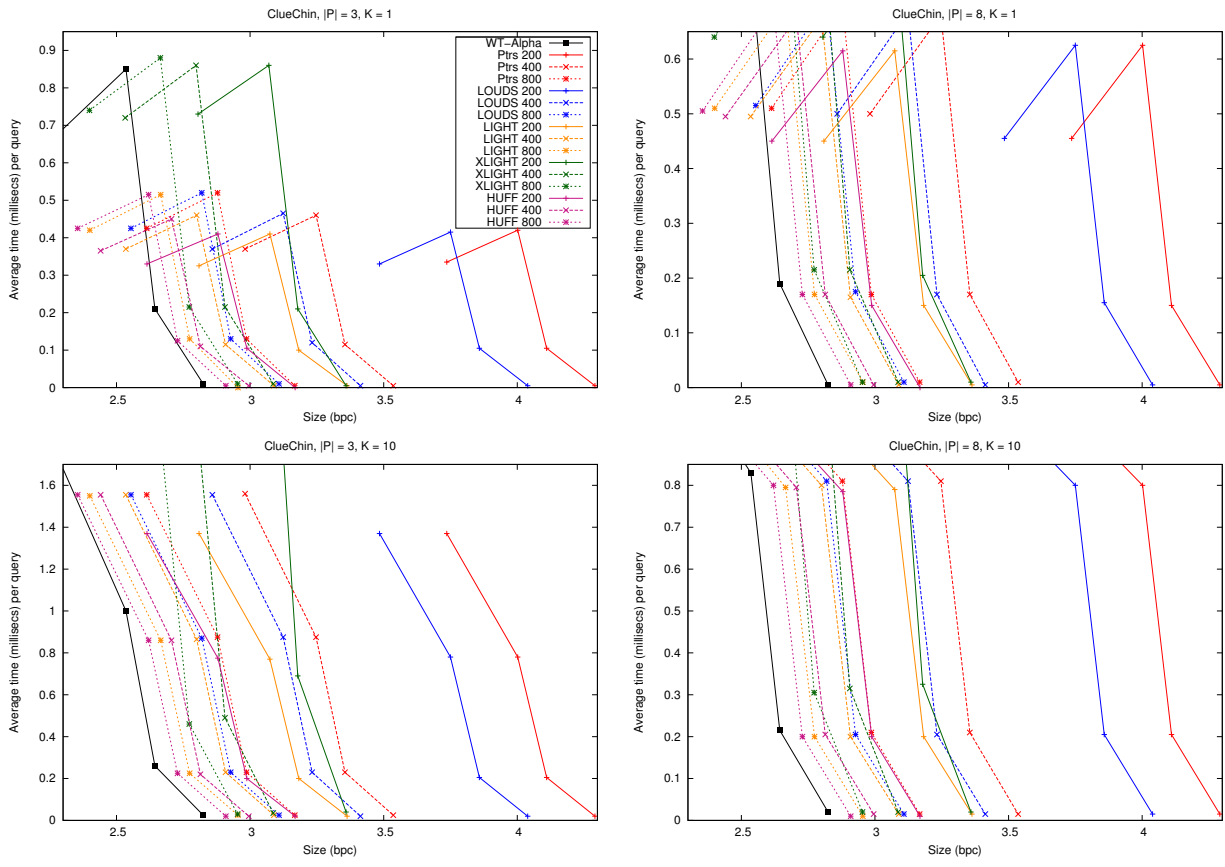 ClueChin, |P| = 3, K = 1
Average time (millisecs) per query
0.9
0.8
0.7
0.6
0.5
0.4
0.3
0.2
0.1
0
2.5 3 3.5 4
Size (bpc)
WT-Alpha
Ptrs 200
Ptrs 400
Ptrs 800
LOUDS 200
LOUDS 400
LOUDS 800
LIGHT 200
LIGHT 400
LIGHT 800
XLIGHT 200
XLIGHT 400
XLIGHT 800
HUFF 200
HUFF 400
HUFF 800
ClueChin, |P| = 8, K = 1
Average time (millisecs) per query
0.6
0.5
0.4
0.3
0.2
0.1
0
2.5 3 3.5 4
Size (bpc)
ClueChin, |P| = 3, K = 10
Average time (millisecs) per query
1.6
1.4
1.2
1
0.8
0.6
0.4
0.2
0
2.5 3 3.5 4
Size (bpc)
ClueChin, |P| = 8, K = 10
Average time (millisecs) per query
0.8
0.7
0.6
0.5
0.4
0.3
0.2
0.1
0
2.5 3 3.5 4
Size (bpc)